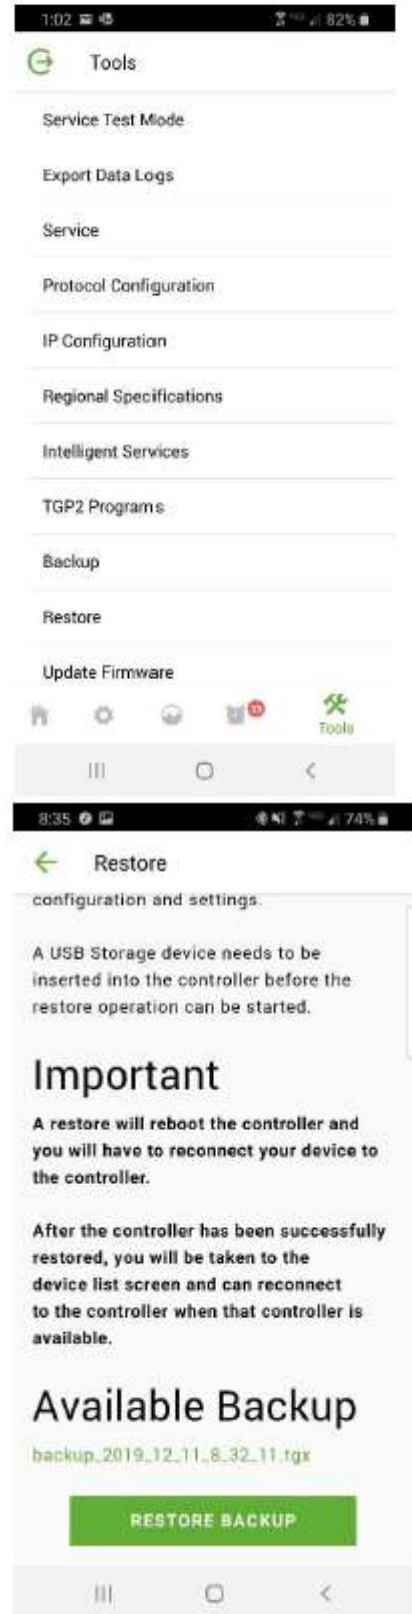 1:02
82%
Tools
Service Test Mode
Export Data Logs
Service
Protocol Configuration
IP Configuration
Regional Specifications
Intelligent Services
TGP2 Programs
Backup
Restore
Update Firmware
Tools
8:35
74%
Restore
configuration and settings.
A USB Storage device needs to be
inserted into the controller before the
restore operation can be started.
Important
A restore will reboot the controller and
you will have to reconnect your device to
the controller.
After the controller has been successfully
restored, you will be taken to the
device list screen and can reconnect
to the controller when that controller is
available.
Available Backup
backup_2019_12_11_8_32_11.tgx
RESTORE BACKUP